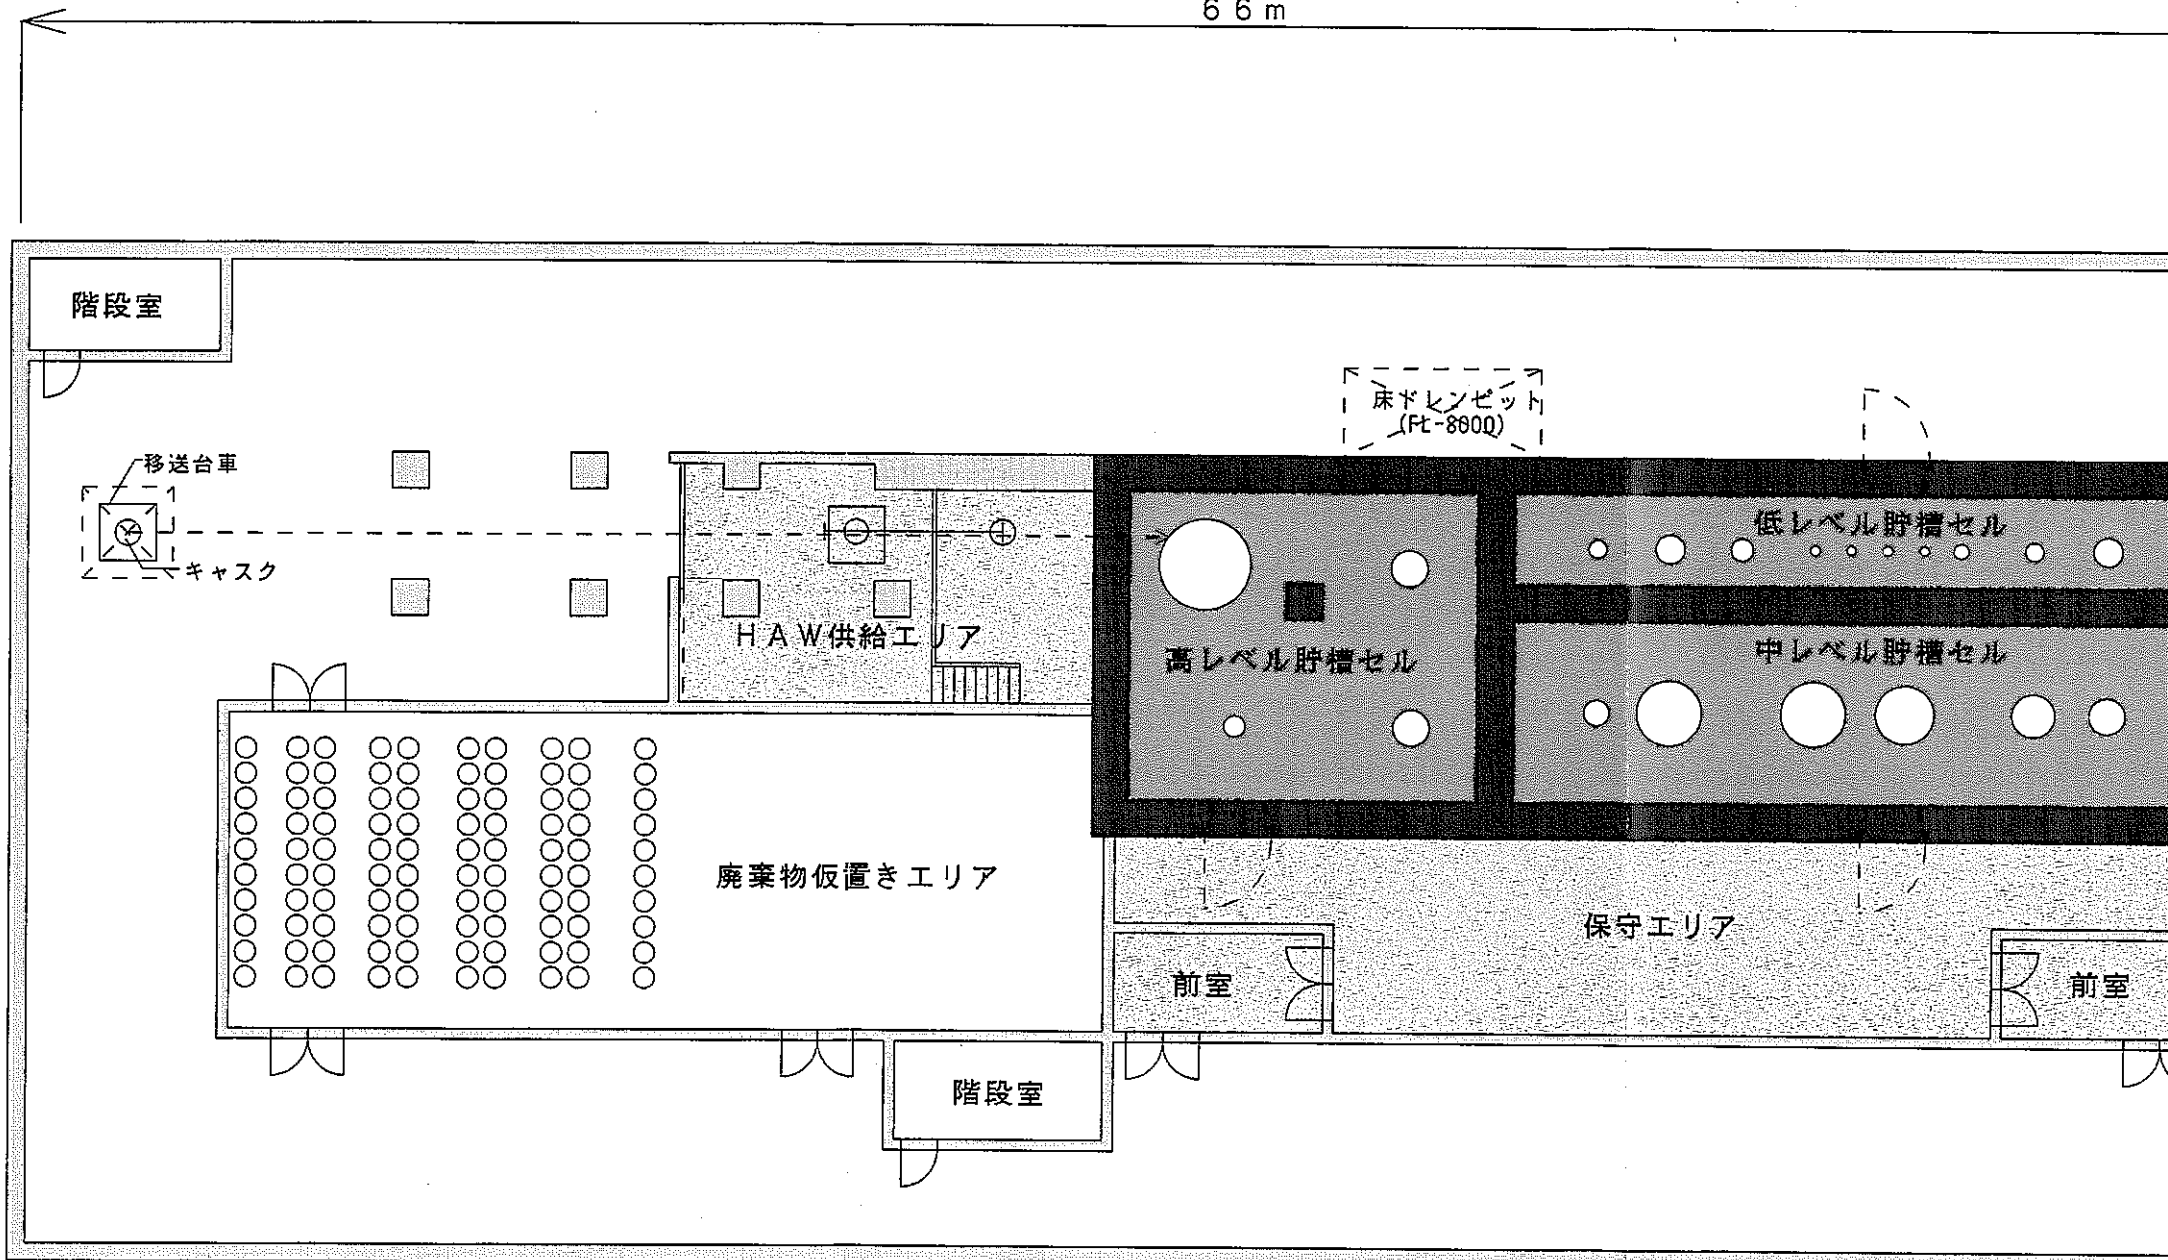 66m
階段室
床ドレンピット
移送台車
キャスク
低レベル貯槽セル
HAW供給エリア
高レベル貯槽セル
中レベル貯槽セル
廃棄物仮置きエリア
保守エリア
前室
前室
階段室